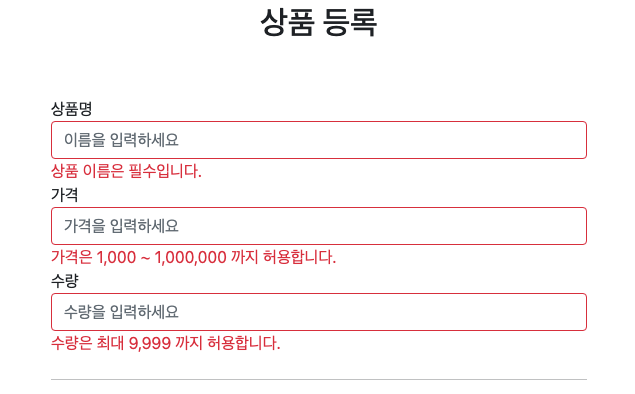 상품 등록
상품명
이름을 입력하세요
상품 이름은 필수입니다.
가격
가격을 입력하세요
가격은 1,000 ~ 1,000,000 까지 허용합니다.
수량
수량을 입력하세요
수량은 최대 9,999 까지 허용합니다.